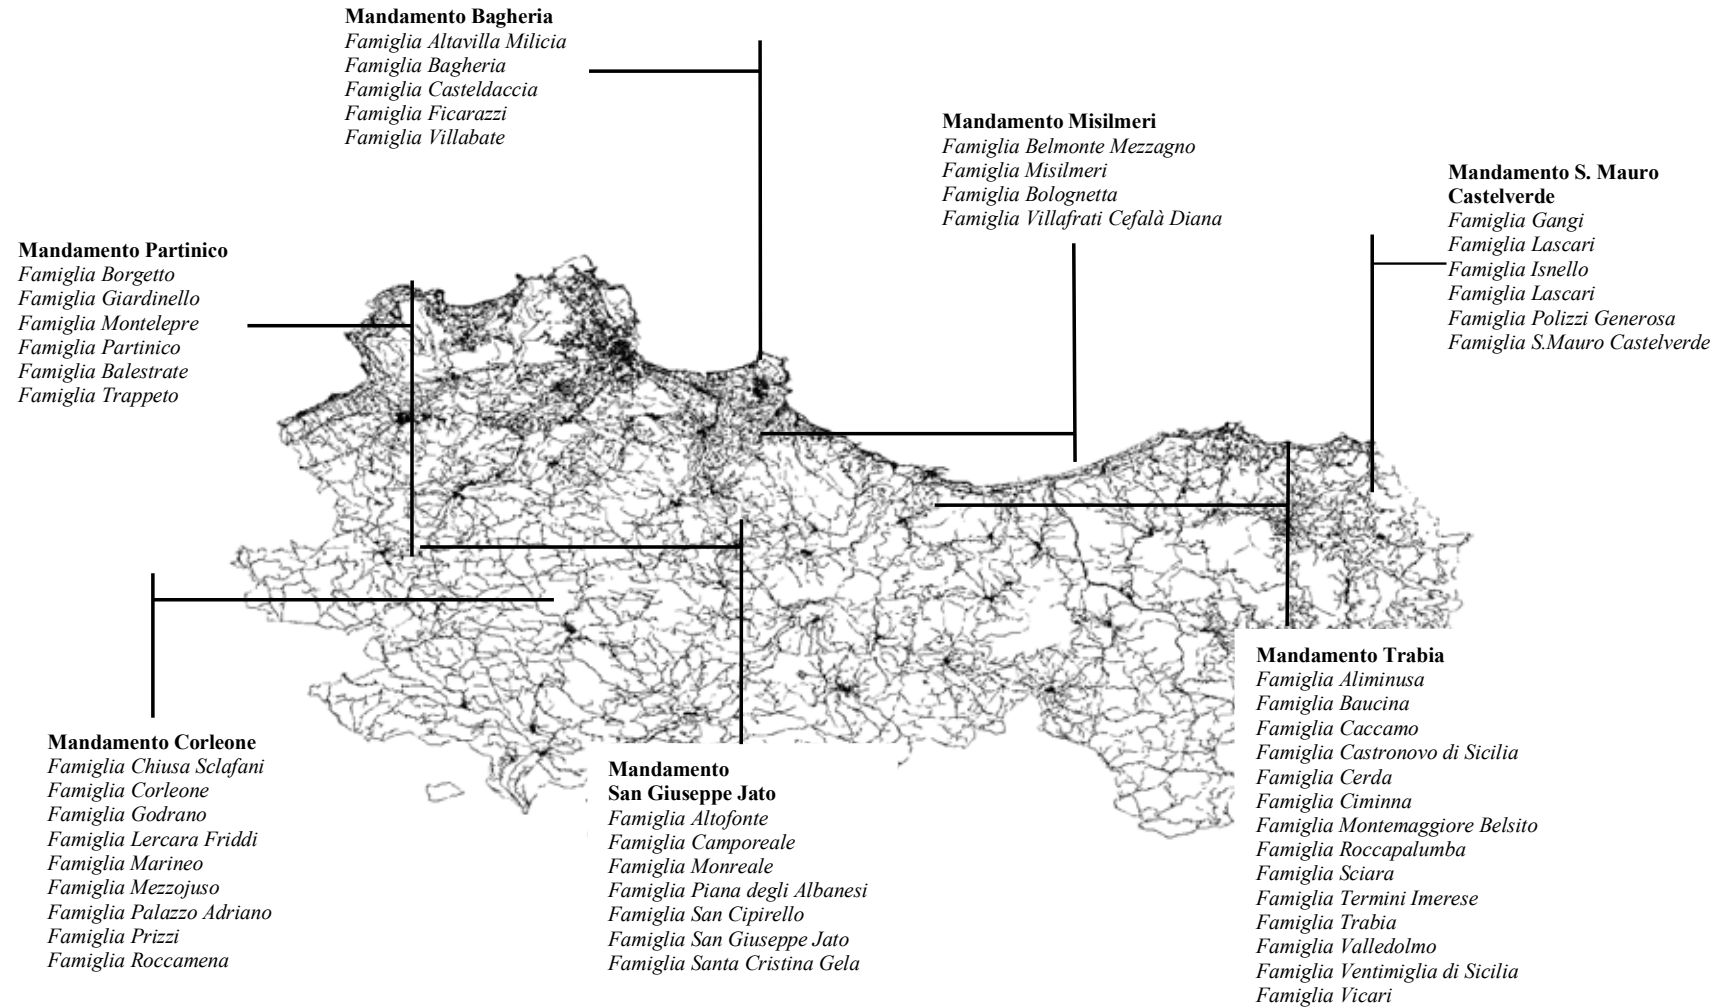 Mandamento Bagheria
Famiglia Altavilla Milicia
Famiglia Bagheria
Famiglia Casteldaccia
Famiglia Ficarazzi
Famiglia Villabate
Mandamento Misilmeri
Famiglia Belmonte Mezzagno
Famiglia Misilmeri
Famiglia Bolognetta
Famiglia Villafrati Cefalà Diana
Mandamento S. Mauro
Castelverde
Famiglia Gangi
Famiglia Lascari
Famiglia Isnello
Famiglia Lascari
Famiglia Polizzi Generosa
Famiglia S.Mauro Castelverde
Mandamento Partinico
Famiglia Borgetto
Famiglia Giardinello
Famiglia Montelepre
Famiglia Partinico
Famiglia Balestrate
Famiglia Trappeto
Mandamento Corleone
Famiglia Chiusa Sclafani
Famiglia Corleone
Famiglia Godrano
Famiglia Lercara Friddi
Famiglia Marineo
Famiglia Mezzojuso
Famiglia Palazzo Adriano
Famiglia Prizzi
Famiglia Roccamena
Mandamento
San Giuseppe Jato
Famiglia Altofonte
Famiglia Camporeale
Famiglia Monreale
Famiglia Piana degli Albanesi
Famiglia San Cipirello
Famiglia San Giuseppe Jato
Famiglia Santa Cristina Gela
Mandamento Trabia
Famiglia Aliminusa
Famiglia Baucina
Famiglia Caccamo
Famiglia Castronovo di Sicilia
Famiglia Cerda
Famiglia Ciminna
Famiglia Montemaggiore Belsito
Famiglia Roccapalumba
Famiglia Sciara
Famiglia Termini Imerese
Famiglia Trabia
Famiglia Valledolmo
Famiglia Ventimiglia di Sicilia
Famiglia Vicari